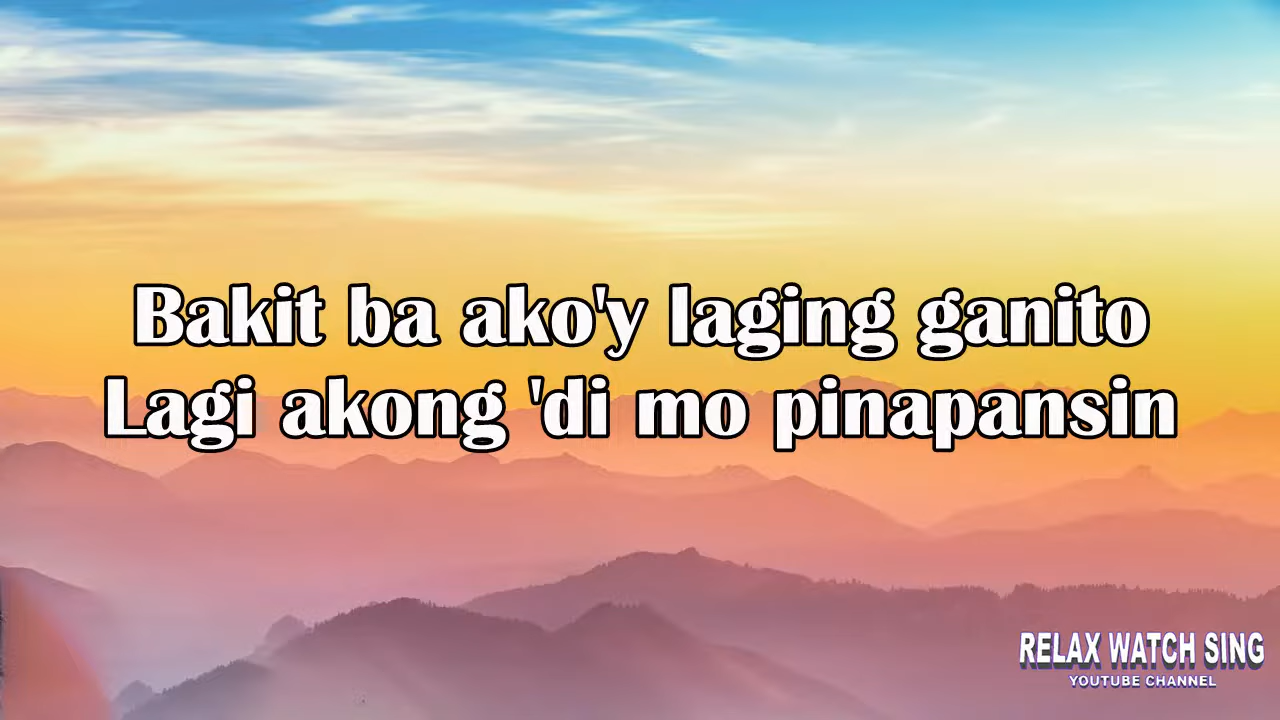 Bakit ba ako'y laging ganito
Lagi akong 'di mo pinapansin
RELAX WATCH SING
YOUTUBE CHANNEL